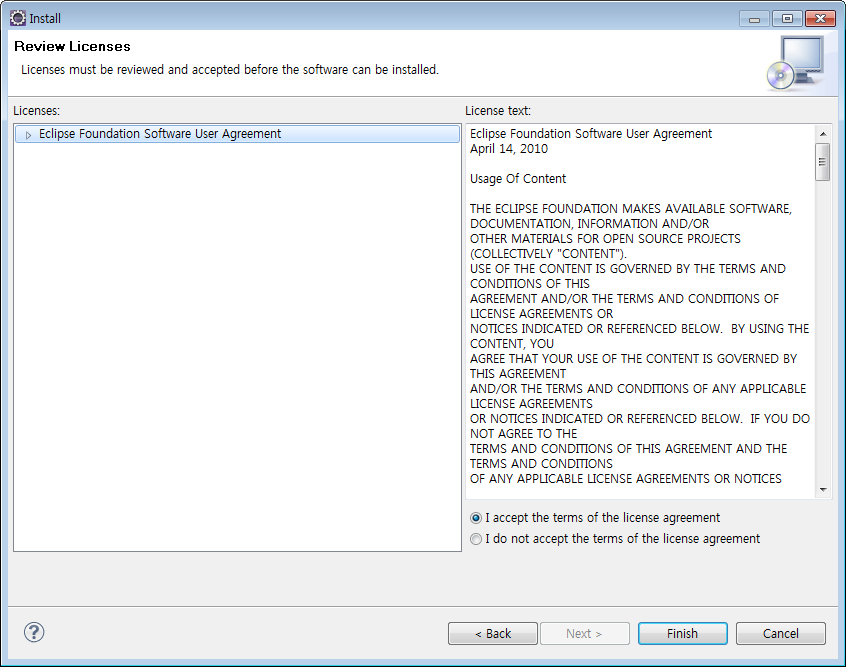 Install
Review Licenses
Licenses must be reviewed and accepted before the software can be installed.
Licenses:
Eclipse Foundation Software User Agreement
License text:
Eclipse Foundation Software User Agreement
April 14, 2010
Usage Of Content
THE ECLIPSE FOUNDATION MAKES AVAILABLE SOFTWARE,
DOCUMENTATION, INFORMATION AND/OR
OTHER MATERIALS FOR OPEN SOURCE PROJECTS
(COLLECTIVELY "CONTENT").
USE OF THE CONTENT IS GOVERNED BY THE TERMS AND
CONDITIONS OF THIS
AGREEMENT AND/OR THE TERMS AND CONDITIONS OF
LICENSE AGREEMENTS OR
NOTICES INDICATED OR REFERENCED BELOW.  BY USING THE
CONTENT, YOU
AGREE THAT YOUR USE OF THE CONTENT IS GOVERNED BY
THIS AGREEMENT
AND/OR THE TERMS AND CONDITIONS OF ANY APPLICABLE
LICENSE AGREEMENTS
OR NOTICES INDICATED OR REFERENCED BELOW.  IF YOU DO
NOT AGREE TO THE
TERMS AND CONDITIONS OF THIS AGREEMENT AND THE
TERMS AND CONDITIONS
OF ANY APPLICABLE LICENSE AGREEMENTS OR NOTICES
I accept the terms of the license agreement
I do not accept the terms of the license agreement
?
< Back
Next >
Finish
Cancel